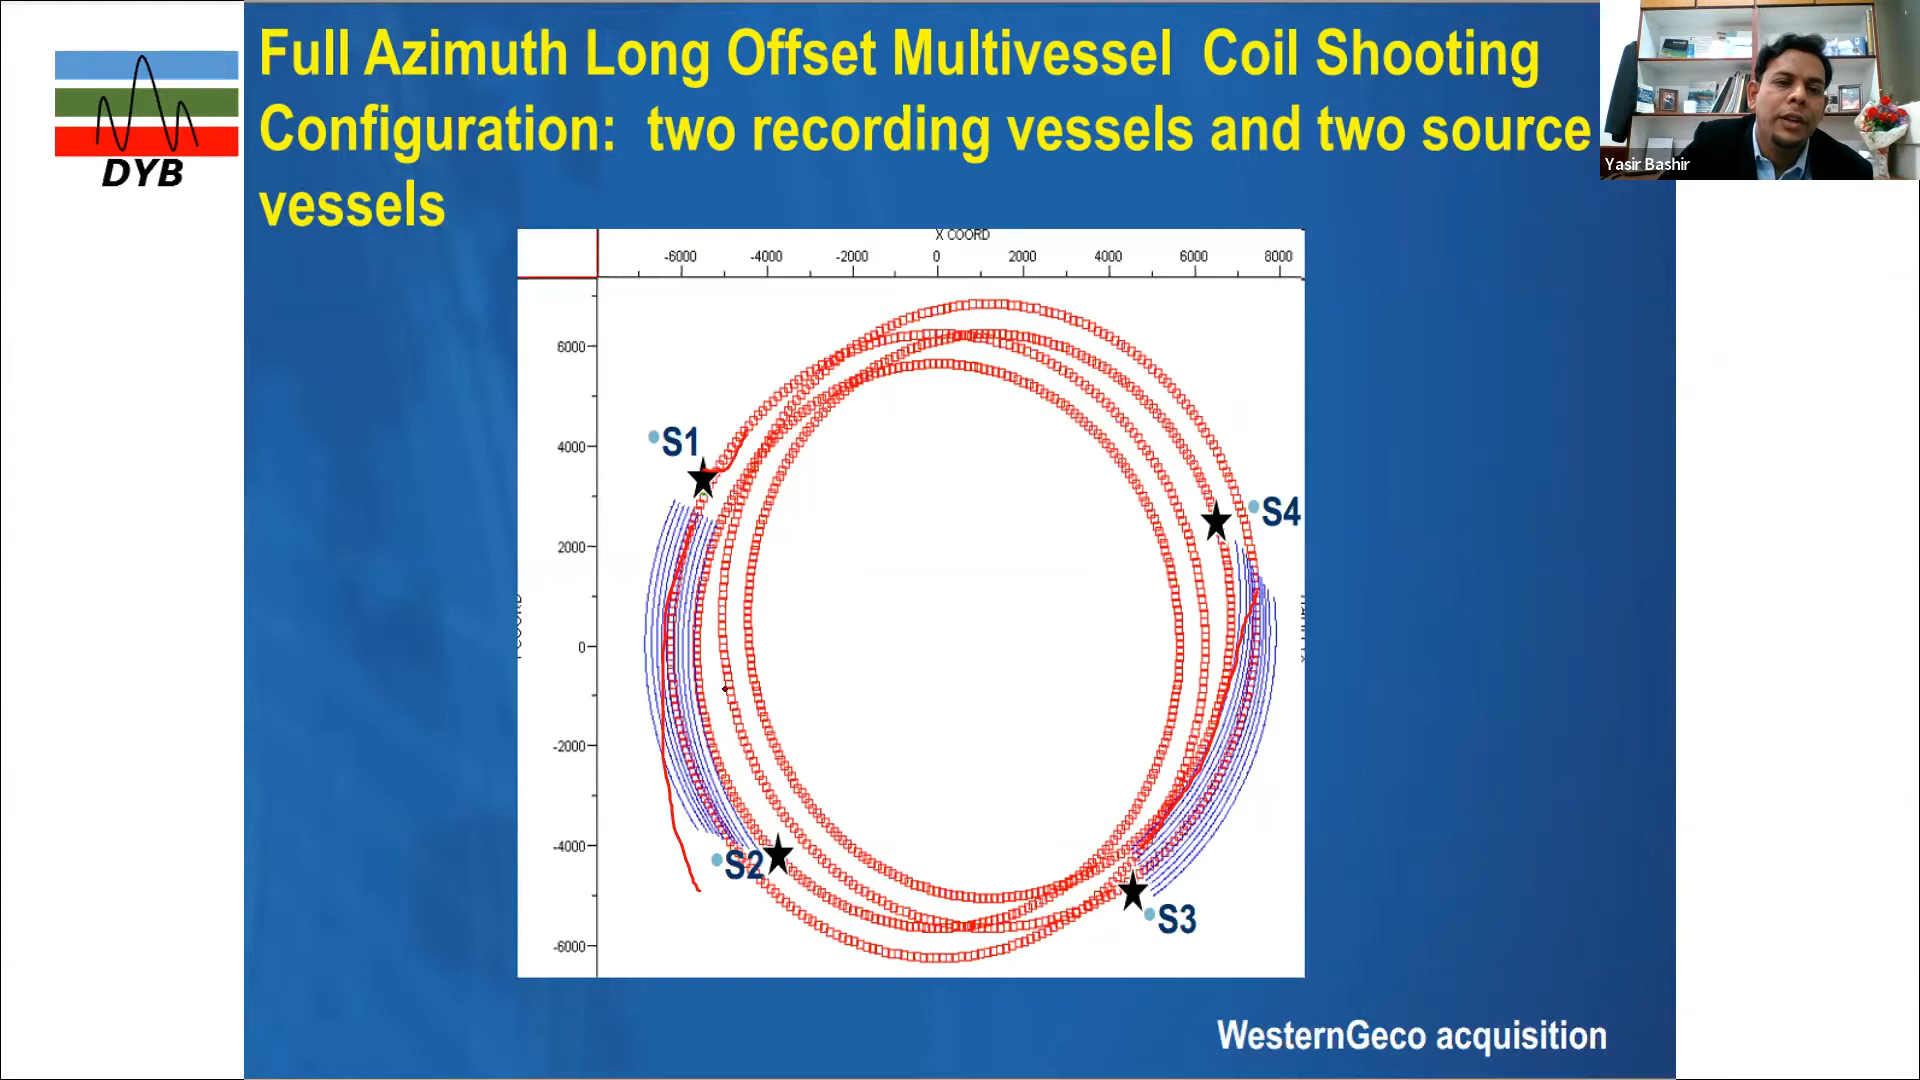 Full Azimuth Long Offset Multivessel Coil Shooting
Configuration: two recording vessels and two source
vessels
Yasir Bashir
DYB
X COORD
-6000 -4000 -2000 0 2000 4000 6000 8000
6000
4000
2000
0
-2000
-4000
-6000
S1
S4
S2
S3
WesternGeco acquisition